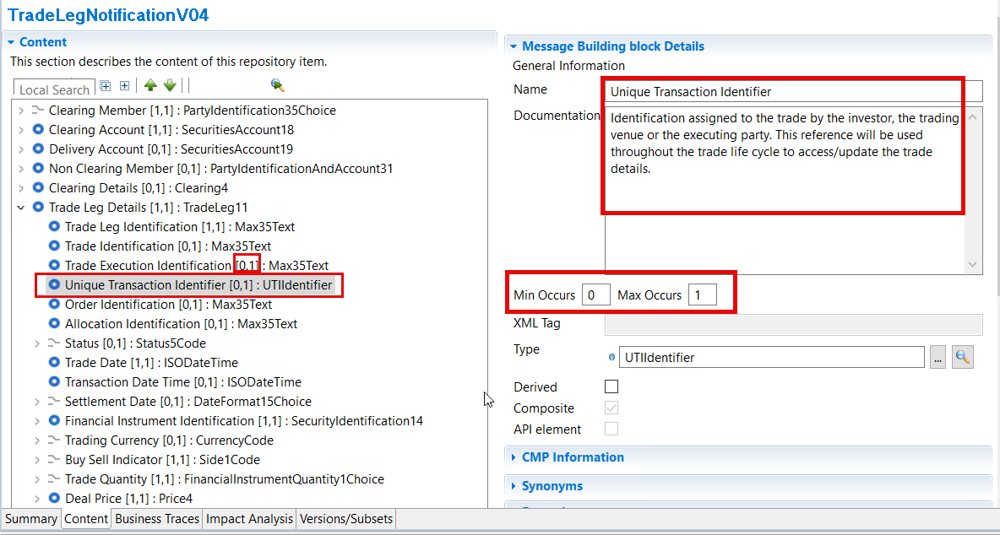 TradeLegNotificationV04
Content
This section describes the content of this repository item.
Local Search
Clearing Member [1,1] : PartyIdentification35Choice
Clearing Account [1,1] : SecuritiesAccount18
Delivery Account [0,1] : SecuritiesAccount19
Non Clearing Member [0,1] : PartyIdentificationAndAccount31
Clearing Details [0,1] : Clearing4
Trade Leg Details [1,1] : TradeLeg11
Trade Leg Identification [1,1] : Max35Text
Trade Identification [0,1] : Max35Text
Trade Execution Identification [0,1] : Max35Text
Unique Transaction Identifier [0,1] : UTIIdentifier
Order Identification [0,1] : Max35Text
Allocation Identification [0,1] : Max35Text
Status [0,1] : Status5Code
Trade Date [1,1] : ISODateTime
Transaction Date Time [0,1] : ISODateTime
Settlement Date [0,1] : DateFormat15Choice
Financial Instrument Identification [1,1] : SecurityIdentification14
Trading Currency [0,1] : CurrencyCode
Buy Sell Indicator [1,1] : Side1Code
Trade Quantity [1,1] : FinancialInstrumentQuantity1Choice
Deal Price [1,1] : Price4
Summary Content Business Traces Impact Analysis Versions/Subsets
Message Building block Details
General Information
Name Unique Transaction Identifier
Documentation Identification assigned to the trade by the investor, the trading
venue or the executing party. This reference will be used
throughout the trade life cycle to access/update the trade
details.
Min Occurs 0 Max Occurs 1
XML Tag
Type UTIIdentifier ...
Derived
Composite
API element
CMP Information
Synonyms